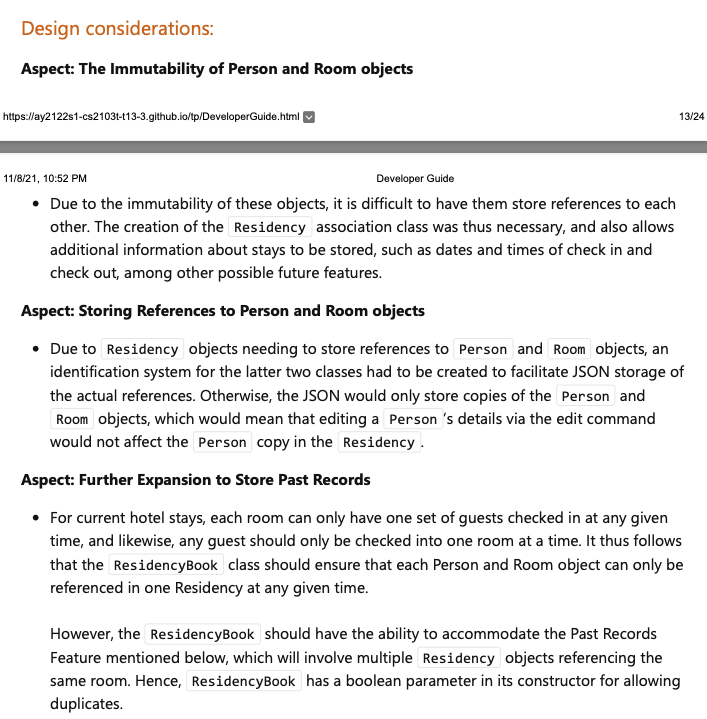 Design considerations:
Aspect: The Immutability of Person and Room objects
https://ay2122s1-cs2103t-t13-3.github.io/tp/DeveloperGuide.html
13/24
11/8/21, 10:52 PM
Developer Guide
• Due to the immutability of these objects, it is difficult to have them store references to each
other. The creation of the Residency association class was thus necessary, and also allows
additional information about stays to be stored, such as dates and times of check in and
check out, among other possible future features.
Aspect: Storing References to Person and Room objects
• Due to Residency objects needing to store references to Person and Room objects, an
identification system for the latter two classes had to be created to facilitate JSON storage of
the actual references. Otherwise, the JSON would only store copies of the Person and
Room objects, which would mean that editing a Person's details via the edit command
would not affect the Person copy in the Residency.
Aspect: Further Expansion to Store Past Records
• For current hotel stays, each room can only have one set of guests checked in at any given
time, and likewise, any guest should only be checked into one room at a time. It thus follows
that the ResidencyBook class should ensure that each Person and Room object can only be
referenced in one Residency at any given time.
However, the ResidencyBook should have the ability to accommodate the Past Records
Feature mentioned below, which will involve multiple Residency objects referencing the
same room. Hence, ResidencyBook has a boolean parameter in its constructor for allowing
duplicates.